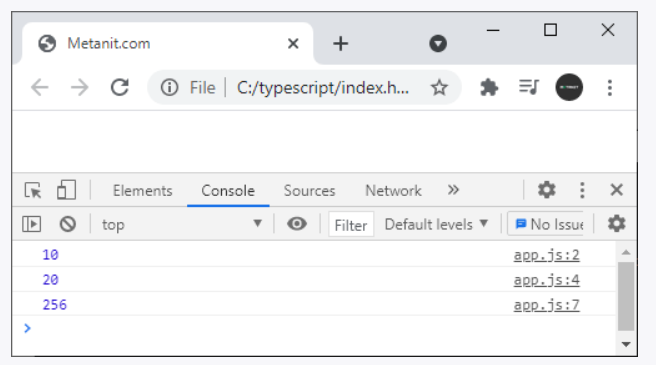 Metanit.com
File | C:/typescript/index.h...
Elements Console Sources Network »
top Filter Default levels ▼ No Issue
10 app.js:2
20 app.js:4
256 app.js:7
>